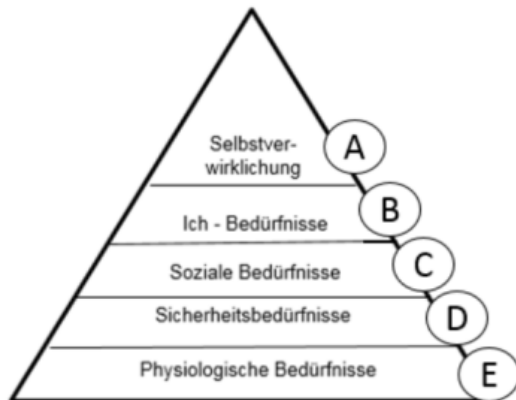 Selbstver-
wirklichung
A
Ich - Bedürfnisse
B
Soziale Bedürfnisse
C
Sicherheitsbedürfnisse
D
Physiologische Bedürfnisse
E